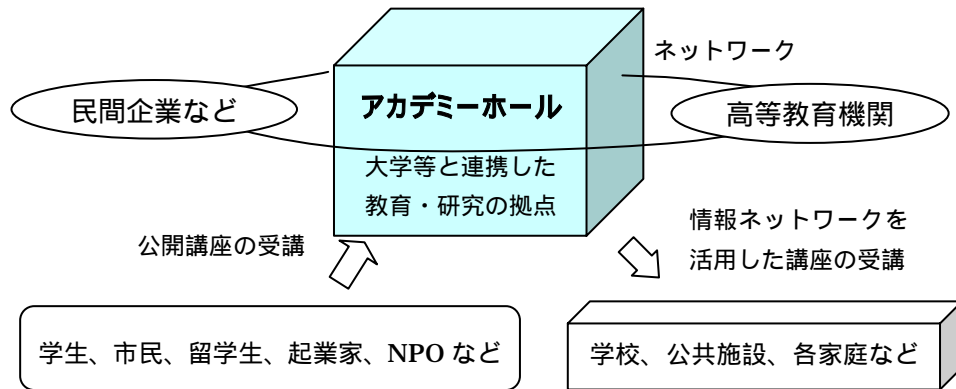 ネットワーク
民間企業など
アカデミーホール
高等教育機関
大学等と連携した
教育・研究の拠点
公開講座の受講
情報ネットワークを
活用した講座の受講
学生、市民、留学生、起業家、NPO など
学校、公共施設、各家庭など